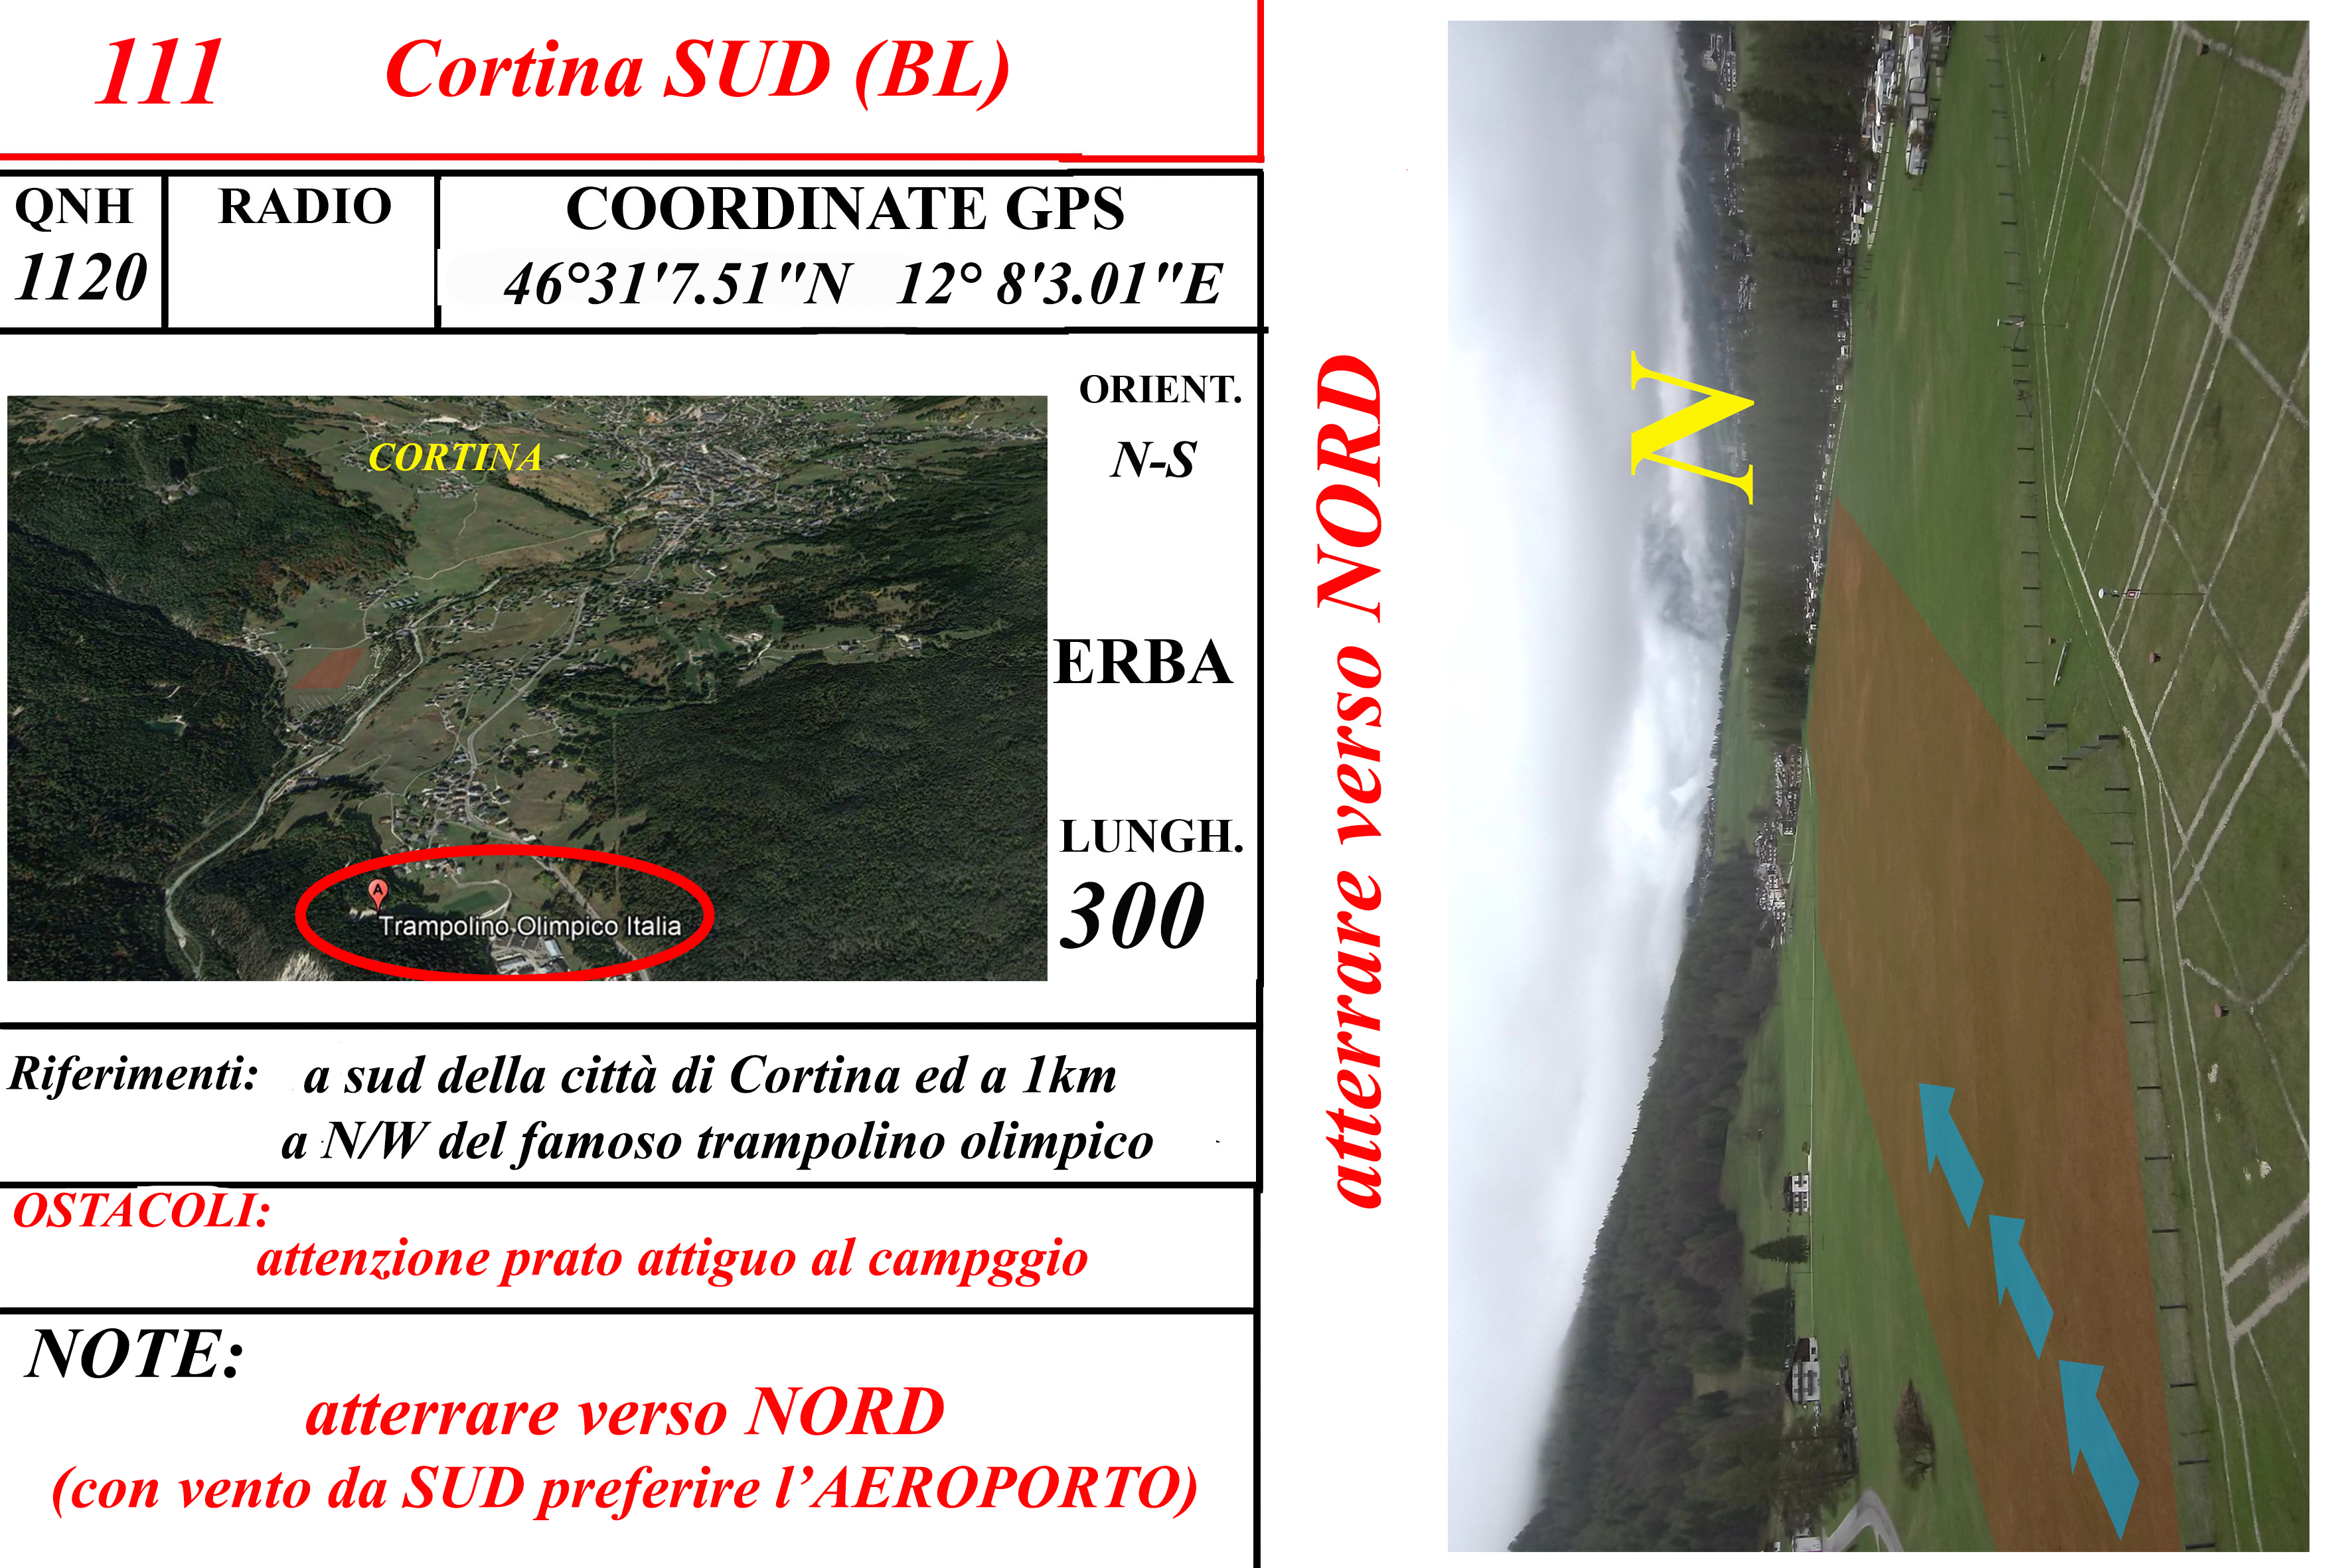 111 Cortina SUD (BL)
QNH RADIO COORDINATE GPS
1120 46°31'7.51"N 12° 8'3.01"E
ORIENT.
N-S
CORTINA
ERBA
LUNGH.
300
A
Trampolino Olimpico Italia
Riferimenti: a sud della città di Cortina ed a 1km
a N/W del famoso trampolino olimpico
OSTACOLI:
attenzione prato attiguo al campggio
NOTE:
atterrare verso NORD
(con vento da SUD preferire l’AEROPORTO)
atterrare verso NORD
N